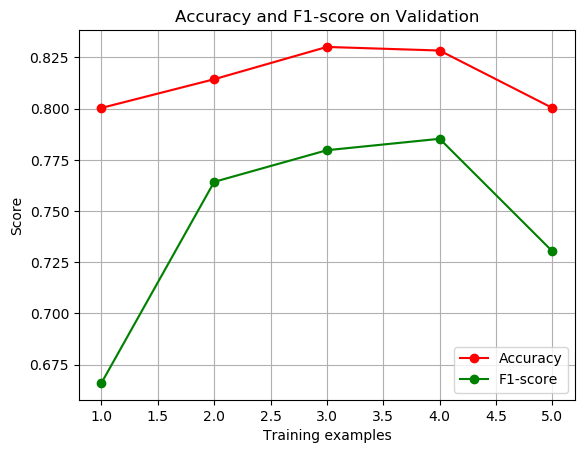 Accuracy and F1-score on Validation
0.825
0.800
0.775
0.750
0.725
0.700
0.675
Score
Accuracy
F1-score
1.0 1.5 2.0 2.5 3.0 3.5 4.0 4.5 5.0
Training examples